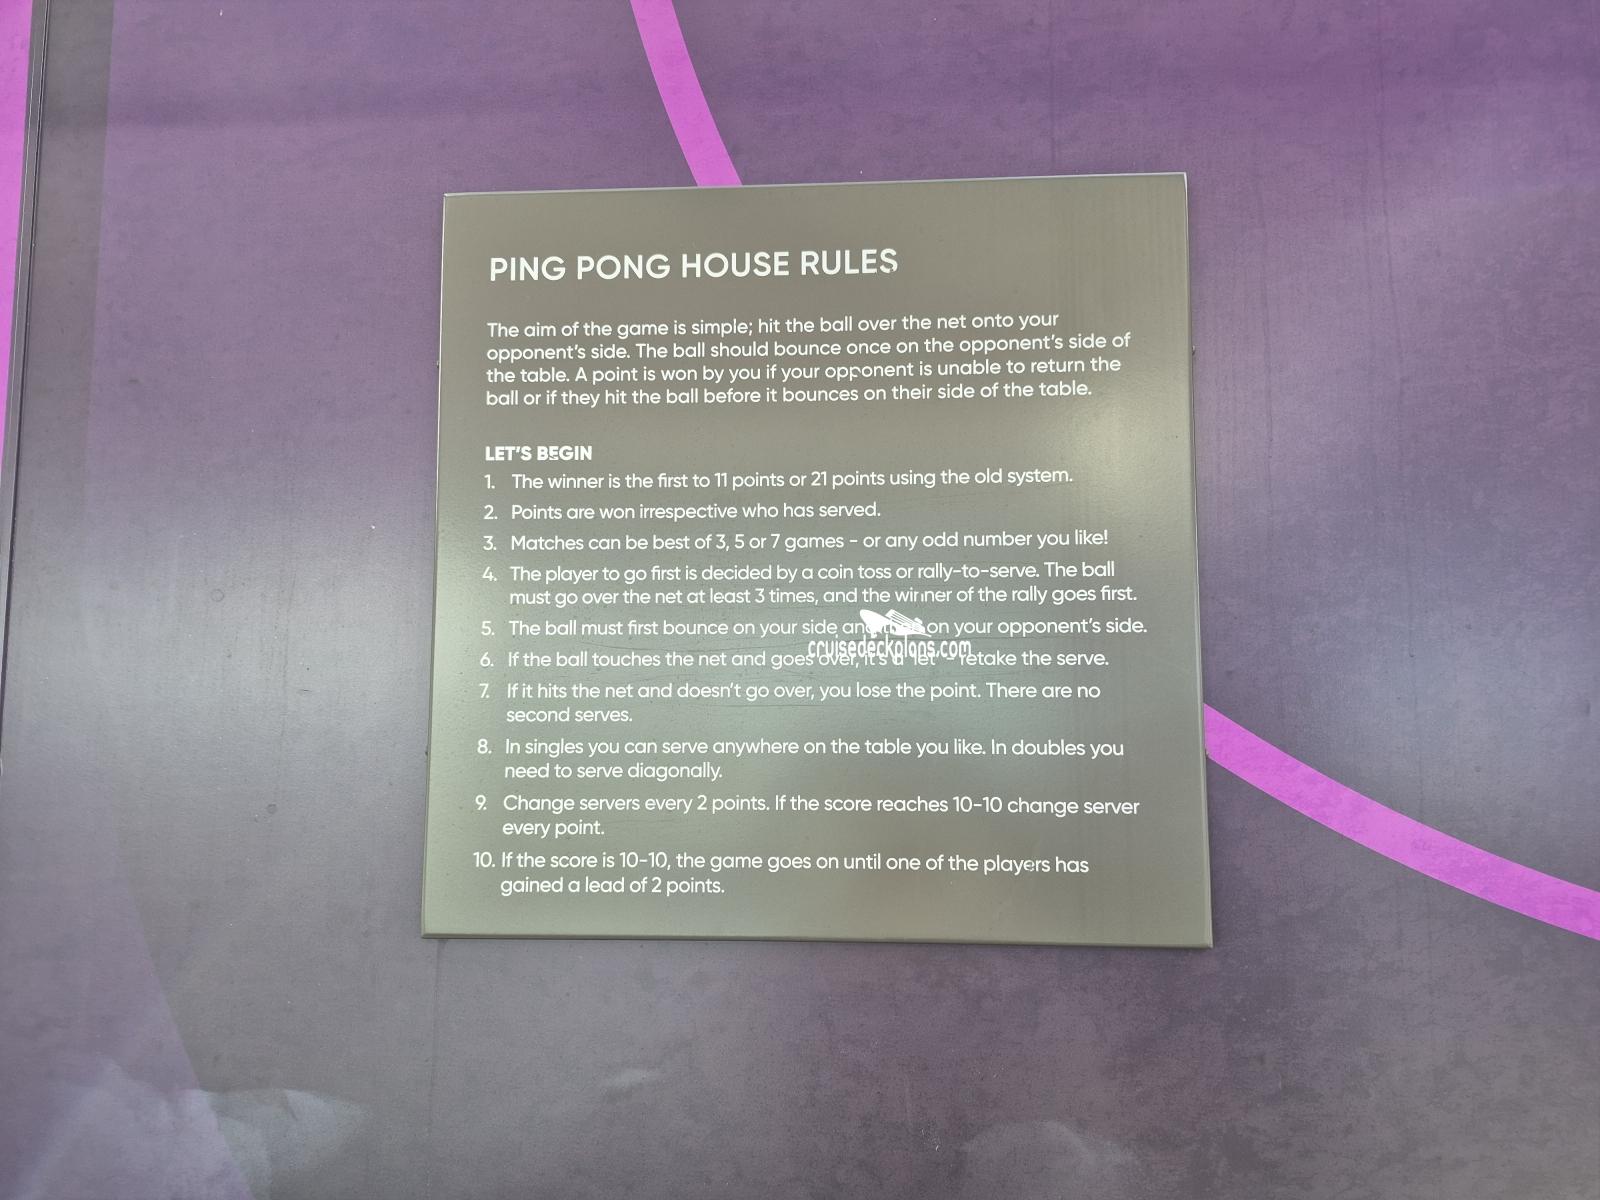 PING PONG HOUSE RULES
The aim of the game is simple; hit the ball over the net onto your
opponent's side. The ball should bounce once on the opponent's side of
the table. A point is won by you if your opponent is unable to return the
ball or if they hit the ball before it bounces on their side of the table.
LET'S BEGIN
1. The winner is the first to 11 points or 21 points using the old system.
2. Points are won irrespective who has served.
3. Matches can be best of 3, 5 or 7 games - or any odd number you like!
4. The player to go first is decided by a coin toss or rally-to-serve. The ball
must go over the net at least 3 times, and the winner of the rally goes first.
5. The ball must first bounce on your side and then on your opponent's side.
cruisedeckplans.com
6. If the ball touches the net and goes over, it's a 'let' - retake the serve.
7. If it hits the net and doesn't go over, you lose the point. There are no
second serves.
8. In singles you can serve anywhere on the table you like. In doubles you
need to serve diagonally.
9. Change servers every 2 points. If the score reaches 10-10 change server
every point.
10. If the score is 10-10, the game goes on until one of the players has
gained a lead of 2 points.